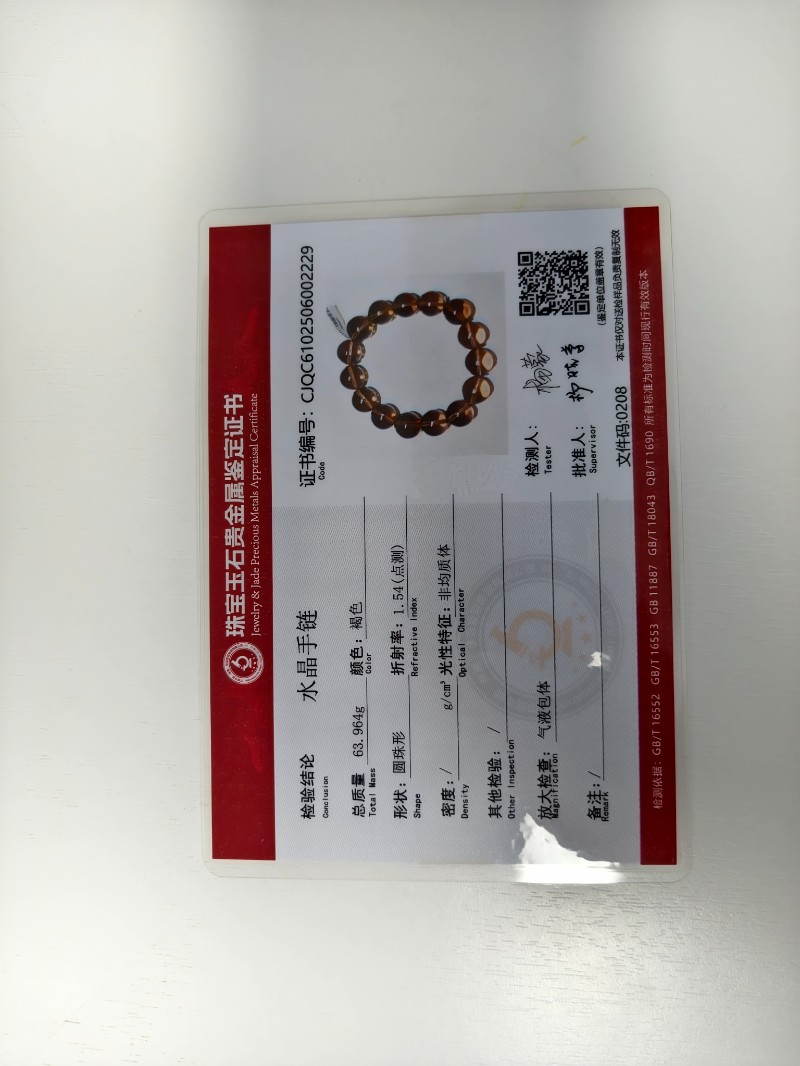 珠宝玉石贵金属鉴定证书
Jewelry & Jade Precious Metals Appraisal Certificate
检验结论 水晶手链
Conclusion
总质量 63.964g 颜色：褐色
Total Mass Color
形状：圆珠形 折射率：1.54(点测)
Shape Refractive Index
密度：/ g/cm³ 光性特征：非均质体
Density Optical Character
其他检验：/
Other Inspection
放大检查：气液包体
Magnification
备注：/
Remark
证书编号：CJQC6102506002229
Code
检测人：
Tester
批准人：
Supervisor
(鉴定单位盖章有效)
文件码:0208 本证书仅对送检样品负责复制无效
检测依据：GB/T 16552 GB/T 16553 GB 11887 GB/T 18043 QB/T 1690 所有标准为检测时间现行有效版本